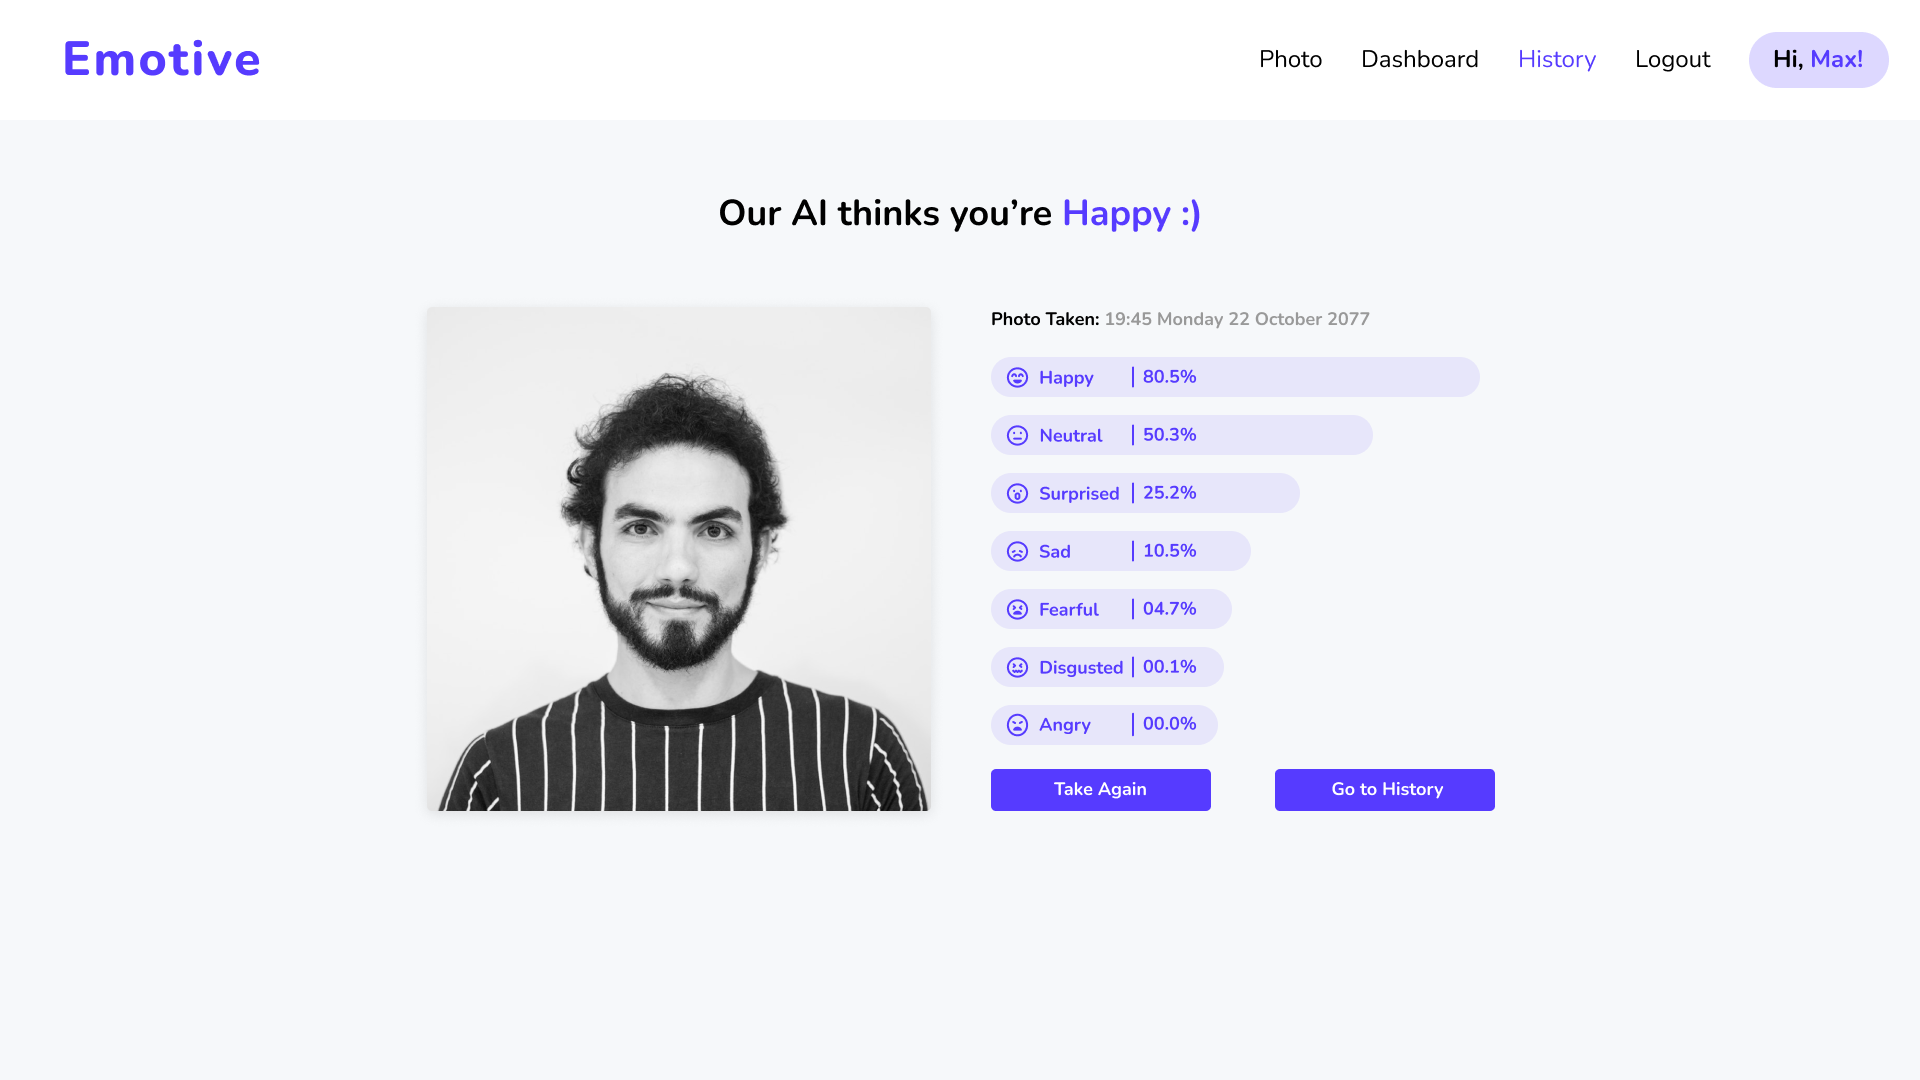 Emotive
Photo
Dashboard
History
Logout
Hi, Max!
Our AI thinks you’re Happy :)
Photo Taken: 19:45 Monday 22 October 2077
Happy | 80.5%
Neutral | 50.3%
Surprised | 25.2%
Sad | 10.5%
Fearful | 04.7%
Disgusted | 00.1%
Angry | 00.0%
Take Again
Go to History